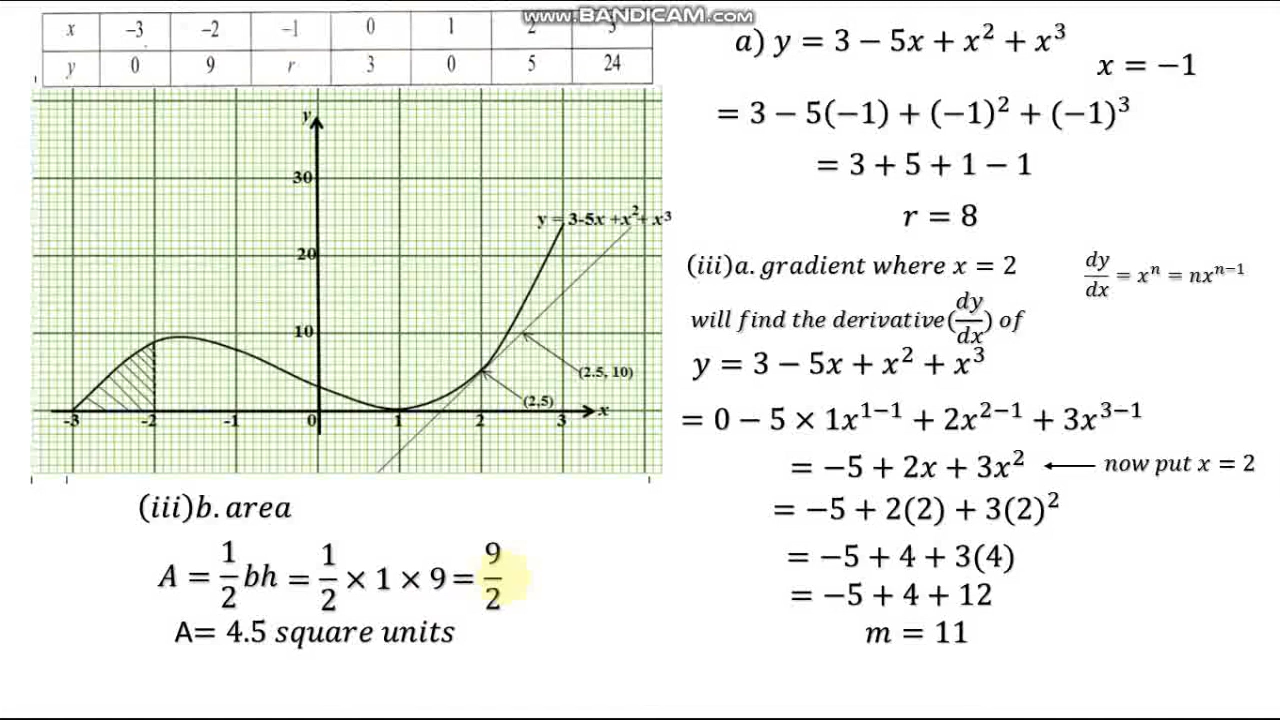 www.BANDICAM.com
x −3 −2 −1 0 1 2 3
y 0 9 r 3 0 5 24
y
30
y = 3-5x +x²+ x³
20
10
(2.5, 10)
(2,5)
-3 -2 -1 0 1 2 3 x
(iii)b. area
A = 1/2 bh = 1/2 × 1 × 9 = 9/2
A= 4.5 square units
a) y = 3 − 5x + x² + x³
x = −1
= 3 − 5(−1) + (−1)² + (−1)³
= 3 + 5 + 1 − 1
r = 8
(iii)a. gradient where x = 2
dy/dx = xⁿ = nxⁿ⁻¹
will find the derivative(dy/dx) of
y = 3 − 5x + x² + x³
= 0 − 5 × 1x¹⁻¹ + 2x²⁻¹ + 3x³⁻¹
= −5 + 2x + 3x² ← now put x = 2
= −5 + 2(2) + 3(2)²
= −5 + 4 + 3(4)
= −5 + 4 + 12
m = 11